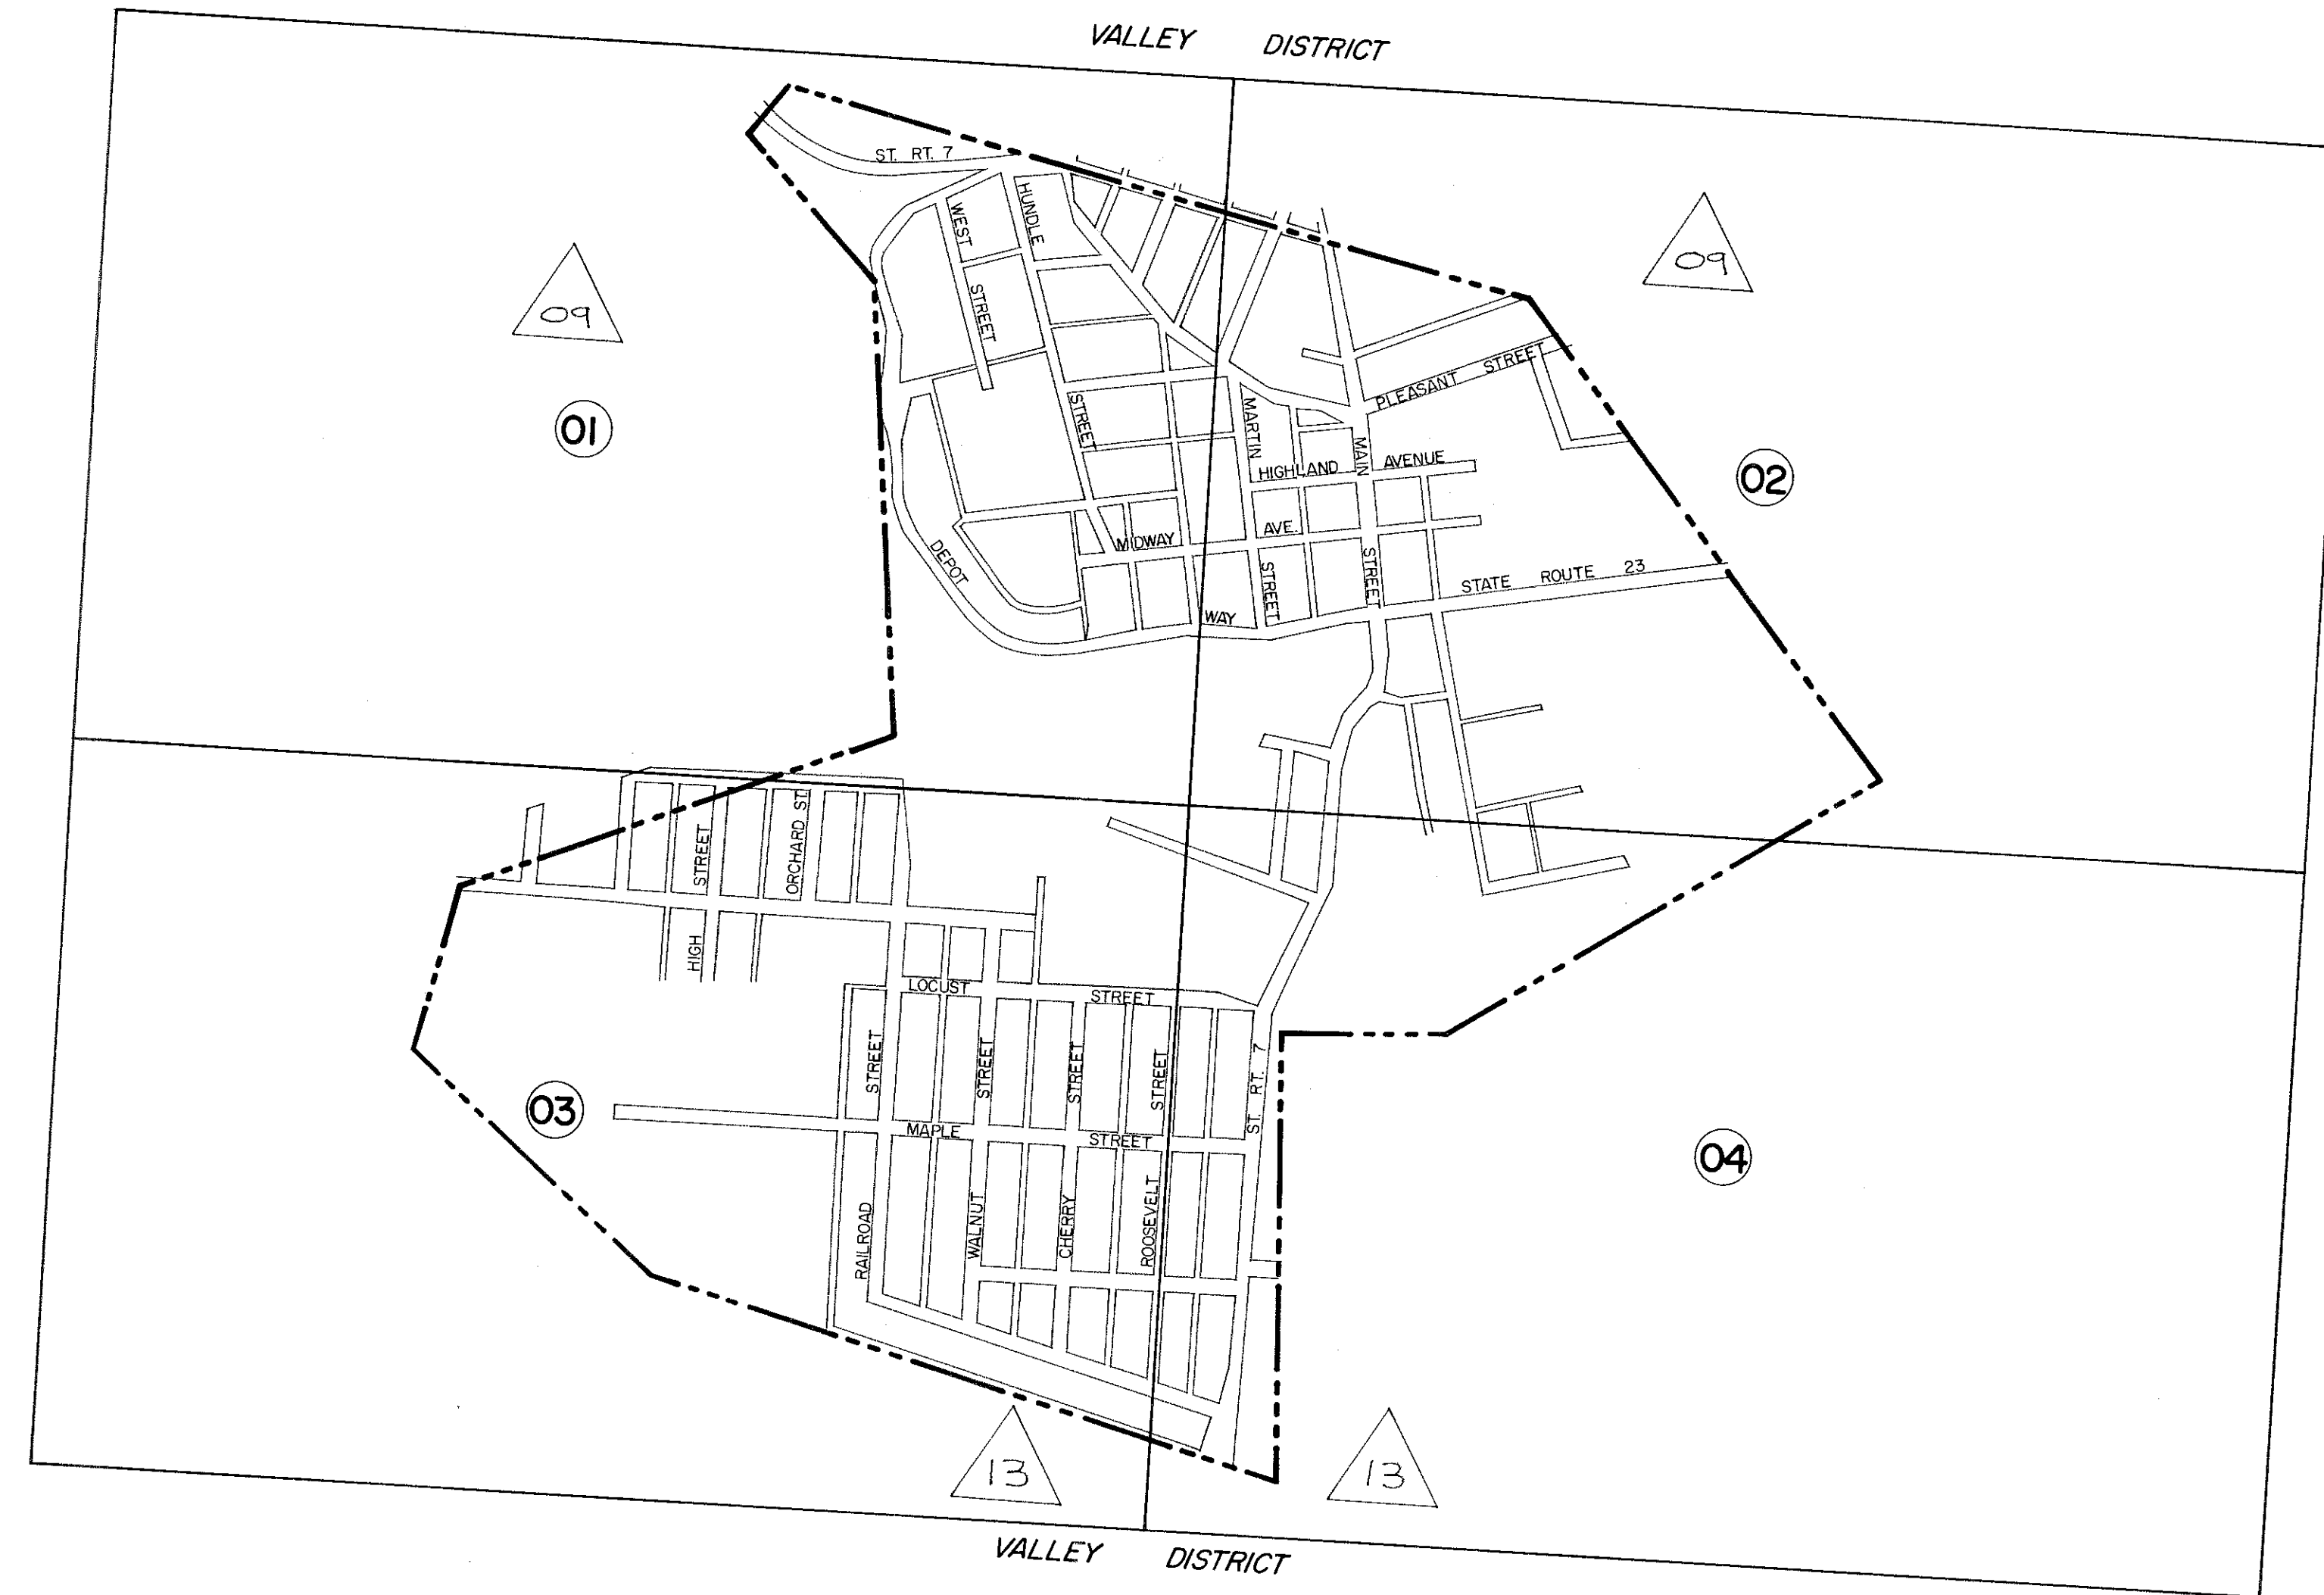 VALLEY DISTRICT
ST. RT. 7
HUNDLE
STREET
WEST
STREET
09
09
01
02
PLEASANT STREET
MARTIN
STREET
MAIN
STREET
HIGHLAND AVENUE
MIDWAY AVE.
DEPOT WAY
STATE ROUTE 23
ORCHARD ST.
HIGH STREET
LOCUST STREET
RAILROAD STREET
WALNUT STREET
CHERRY STREET
ROOSEVELT STREET
ST. RT. 7
MAPLE STREET
03
04
13
13
VALLEY DISTRICT